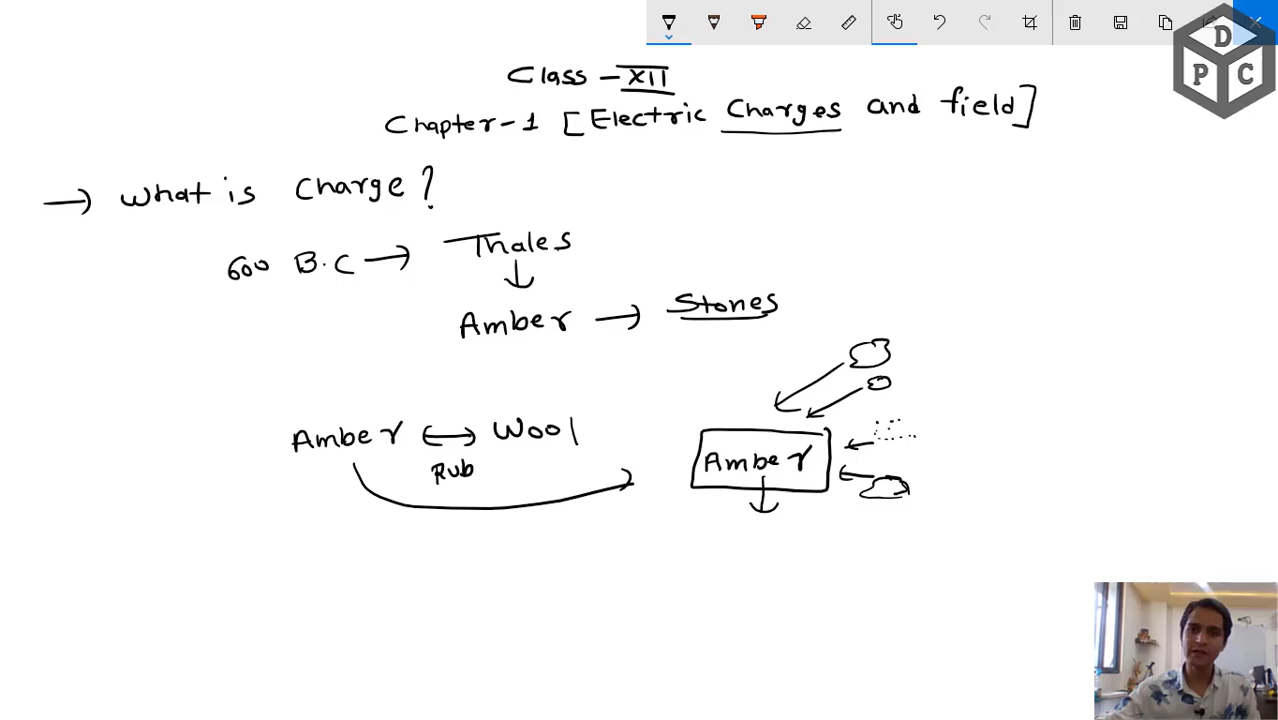 Class - XII
Chapter-1 [Electric Charges and field]
→ What is Charge?
600 B.C → Thales
↓
Amber → Stones
Amber ↔ Wool
Rub
Amber
D
P C